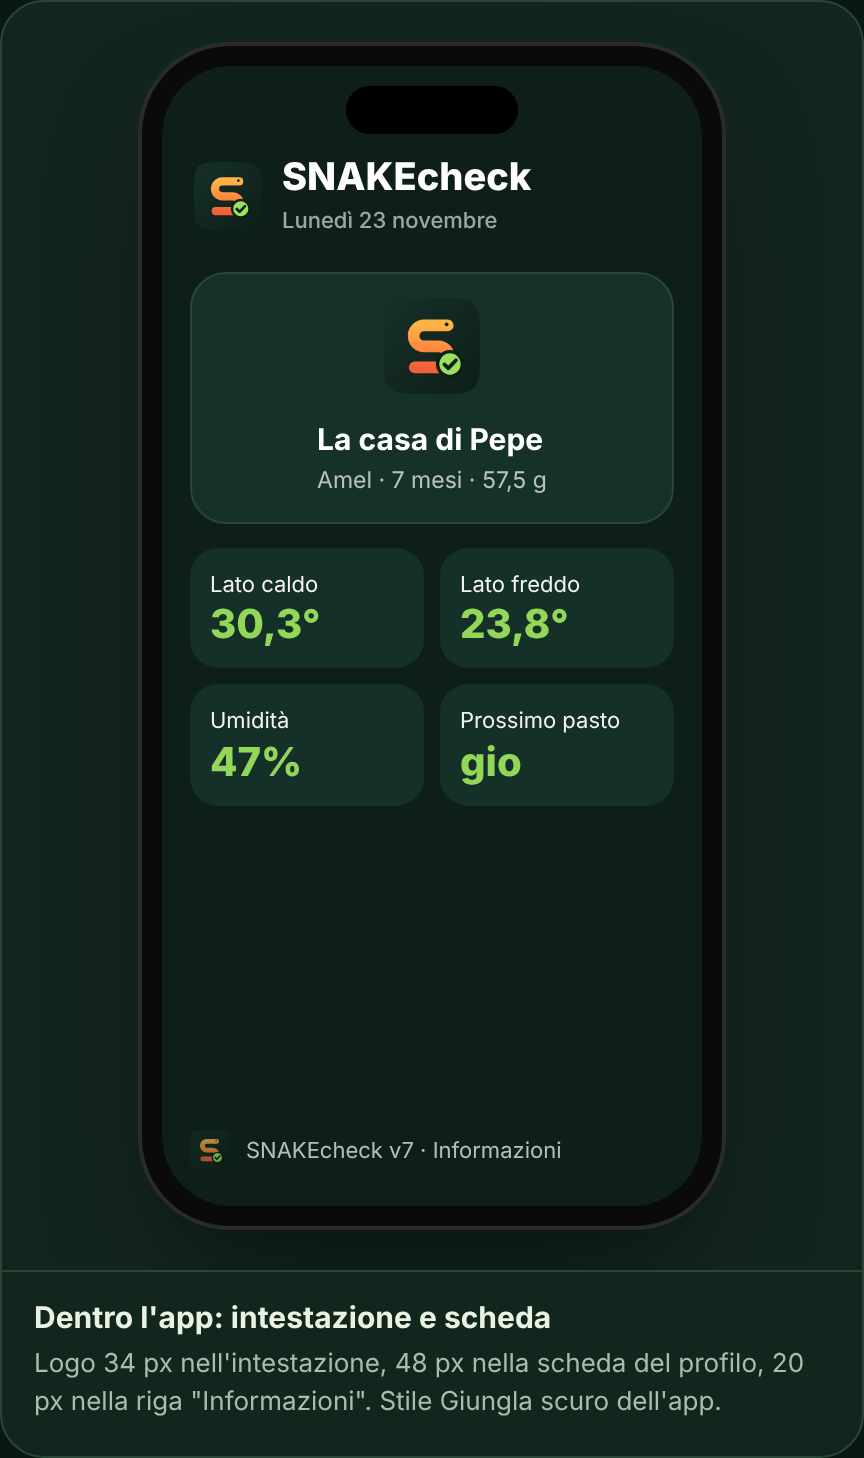 SNAKEcheck
Lunedì 23 novembre
La casa di Pepe
Amel · 7 mesi · 57,5 g
Lato caldo
30,3°
Lato freddo
23,8°
Umidità
47%
Prossimo pasto
gio
SNAKEcheck v7 · Informazioni
Dentro l'app: intestazione e scheda
Logo 34 px nell'intestazione, 48 px nella scheda del profilo, 20
px nella riga "Informazioni". Stile Giungla scuro dell'app.